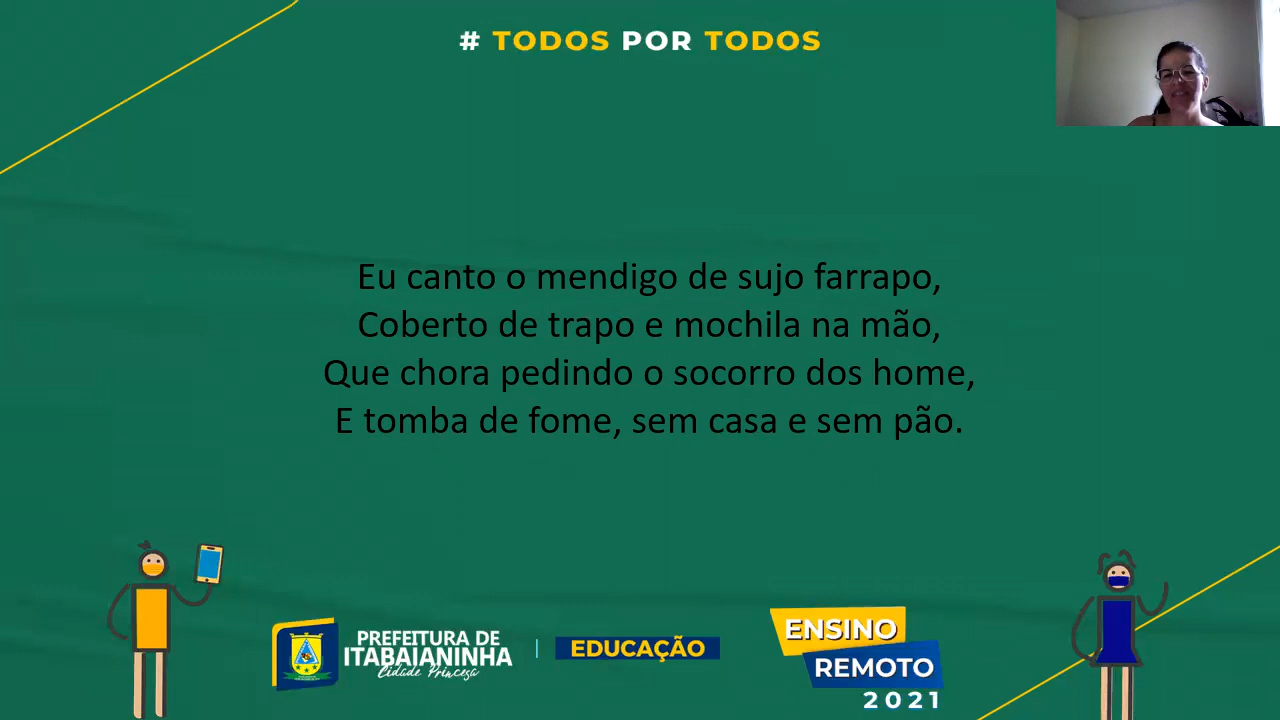 # TODOS POR TODOS
Eu canto o mendigo de sujo farrapo,
Coberto de trapo e mochila na mão,
Que chora pedindo o socorro dos home,
E tomba de fome, sem casa e sem pão.
PREFEITURA DE
ITABAIANINHA
Cidade Princesa
EDUCAÇÃO
ENSINO
REMOTO
2021